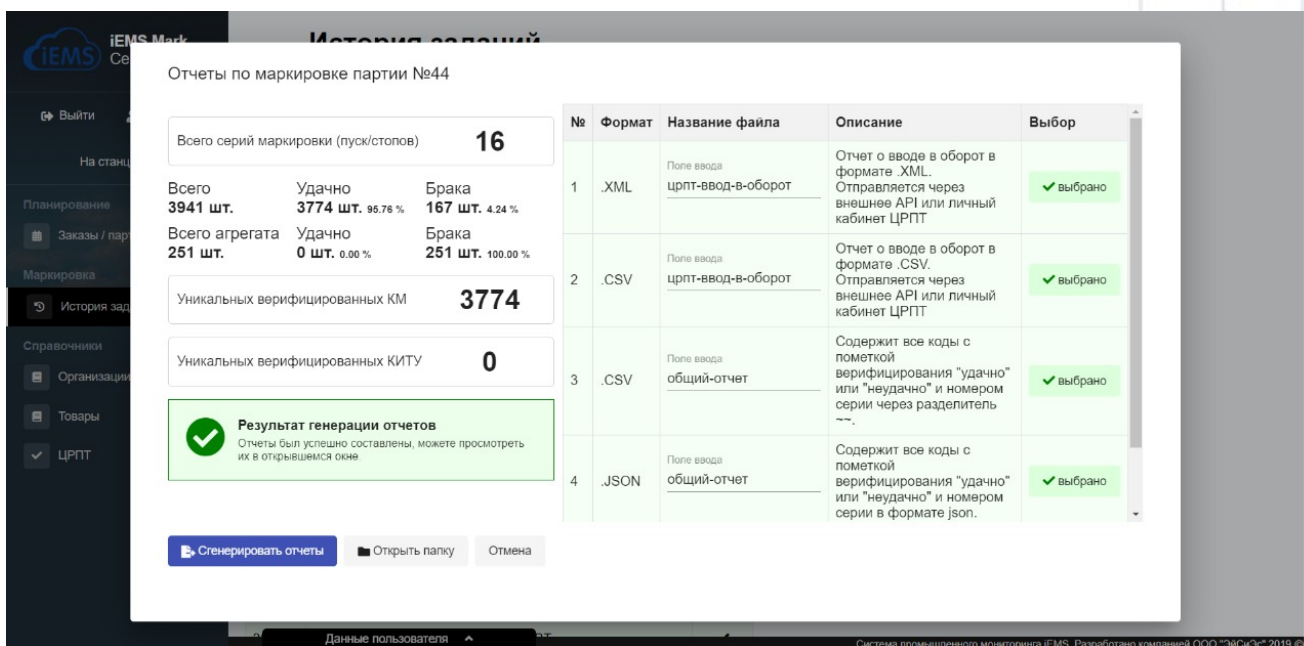 iEMS
iEMS Mark
Се
История заданий
Выйти
На станц
Планирование
Заказы / пар
Маркировка
История зад
Справочники
Организации
Товары
ЦРПТ
Отчеты по маркировке партии №44
Всего серий маркировки (пуск/стопов) 16
Всего Удачно Брака
3941 шт. 3774 шт. 95.76 % 167 шт. 4.24 %
Всего агрегата Удачно Брака
251 шт. 0 шт. 0.00 % 251 шт. 100.00 %
Уникальных верифицированных КМ 3774
Уникальных верифицированных КИТУ 0
Результат генерации отчетов
Отчеты был успешно составлены, можете просмотреть
их в открывшемся окне.
Сгенерировать отчеты Открыть папку Отмена
№ Формат Название файла Описание Выбор
1 .XML
Поле ввода
црпт-ввод-в-оборот
Отчет о вводе в оборот в
формате .XML.
Отправляется через
внешнее API или личный
кабинет ЦРПТ
выбрано
2 .CSV
Поле ввода
црпт-ввод-в-оборот
Отчет о вводе в оборот в
формате .CSV.
Отправляется через
внешнее API или личный
кабинет ЦРПТ
выбрано
3 .CSV
Поле ввода
общий-отчет
Содержит все коды с
пометкой
верифицирования "удачно"
или "неудачно" и номером
серии через разделитель
~~.
выбрано
4 .JSON
Поле ввода
общий-отчет
Содержит все коды с
пометкой
верифицирования "удачно"
или "неудачно" и номером
серии в формате json.
выбрано
Данные пользователя
Система промышленного мониторинга iEMS. Разработано компанией ООО "ЭйСиЭс" 2019 ©